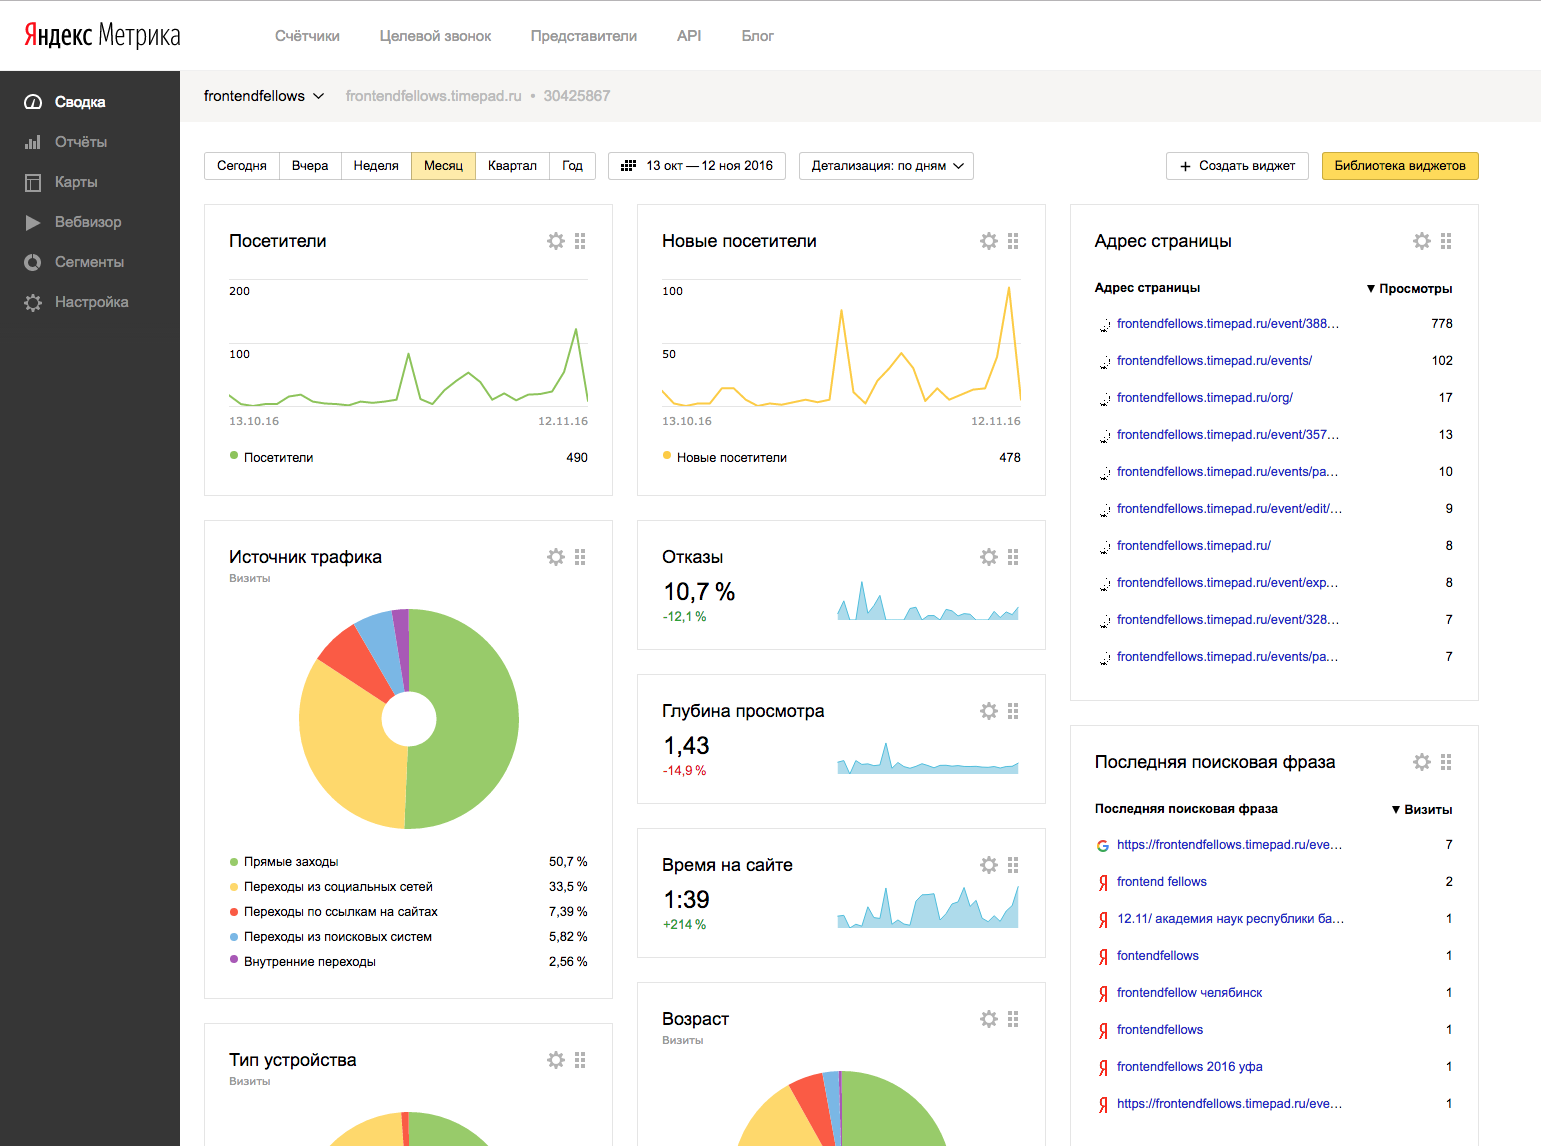 Яндекс Метрика
Счётчики
Целевой звонок
Представители
API
Блог
Сводка
Отчёты
Карты
Вебвизор
Сегменты
Настройка
frontendfellows
frontendfellows.timepad.ru • 30425867
Сегодня
Вчера
Неделя
Месяц
Квартал
Год
13 окт — 12 ноя 2016
Детализация: по дням
+ Создать виджет
Библиотека виджетов
Посетители
200
100
13.10.16
12.11.16
Посетители 490
Новые посетители
100
50
13.10.16
12.11.16
Новые посетители 478
Адрес страницы
Адрес страницы ▼ Просмотры
frontendfellows.timepad.ru/event/388... 778
frontendfellows.timepad.ru/events/ 102
frontendfellows.timepad.ru/org/ 17
frontendfellows.timepad.ru/event/357... 13
frontendfellows.timepad.ru/events/pa... 10
frontendfellows.timepad.ru/event/edit/... 9
frontendfellows.timepad.ru/ 8
frontendfellows.timepad.ru/event/exp... 8
frontendfellows.timepad.ru/event/328... 7
frontendfellows.timepad.ru/events/pa... 7
Источник трафика
Визиты
Прямые заходы 50,7 %
Переходы из социальных сетей 33,5 %
Переходы по ссылкам на сайтах 7,39 %
Переходы из поисковых систем 5,82 %
Внутренние переходы 2,56 %
Отказы
10,7 %
-12,1 %
Глубина просмотра
1,43
-14,9 %
Время на сайте
1:39
+214 %
Последняя поисковая фраза
Последняя поисковая фраза ▼ Визиты
https://frontendfellows.timepad.ru/eve... 7
frontend fellows 2
12.11/ академия наук республики ба... 1
fontendfellows 1
frontendfellow челябинск 1
frontendfellows 1
frontendfellows 2016 уфа 1
https://frontendfellows.timepad.ru/eve... 1
Тип устройства
Визиты
Возраст
Визиты